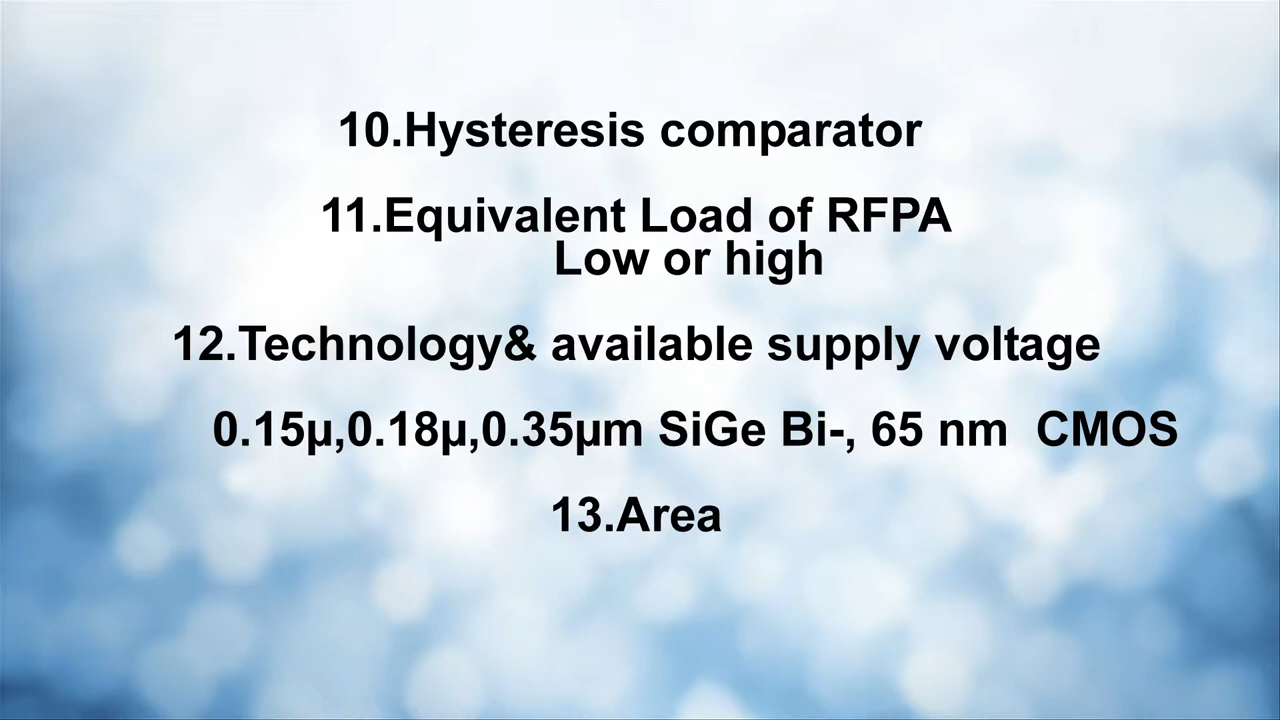 10.Hysteresis comparator
11.Equivalent Load of RFPA
Low or high
12.Technology& available supply voltage
0.15µ,0.18µ,0.35µm SiGe Bi-, 65 nm  CMOS
13.Area